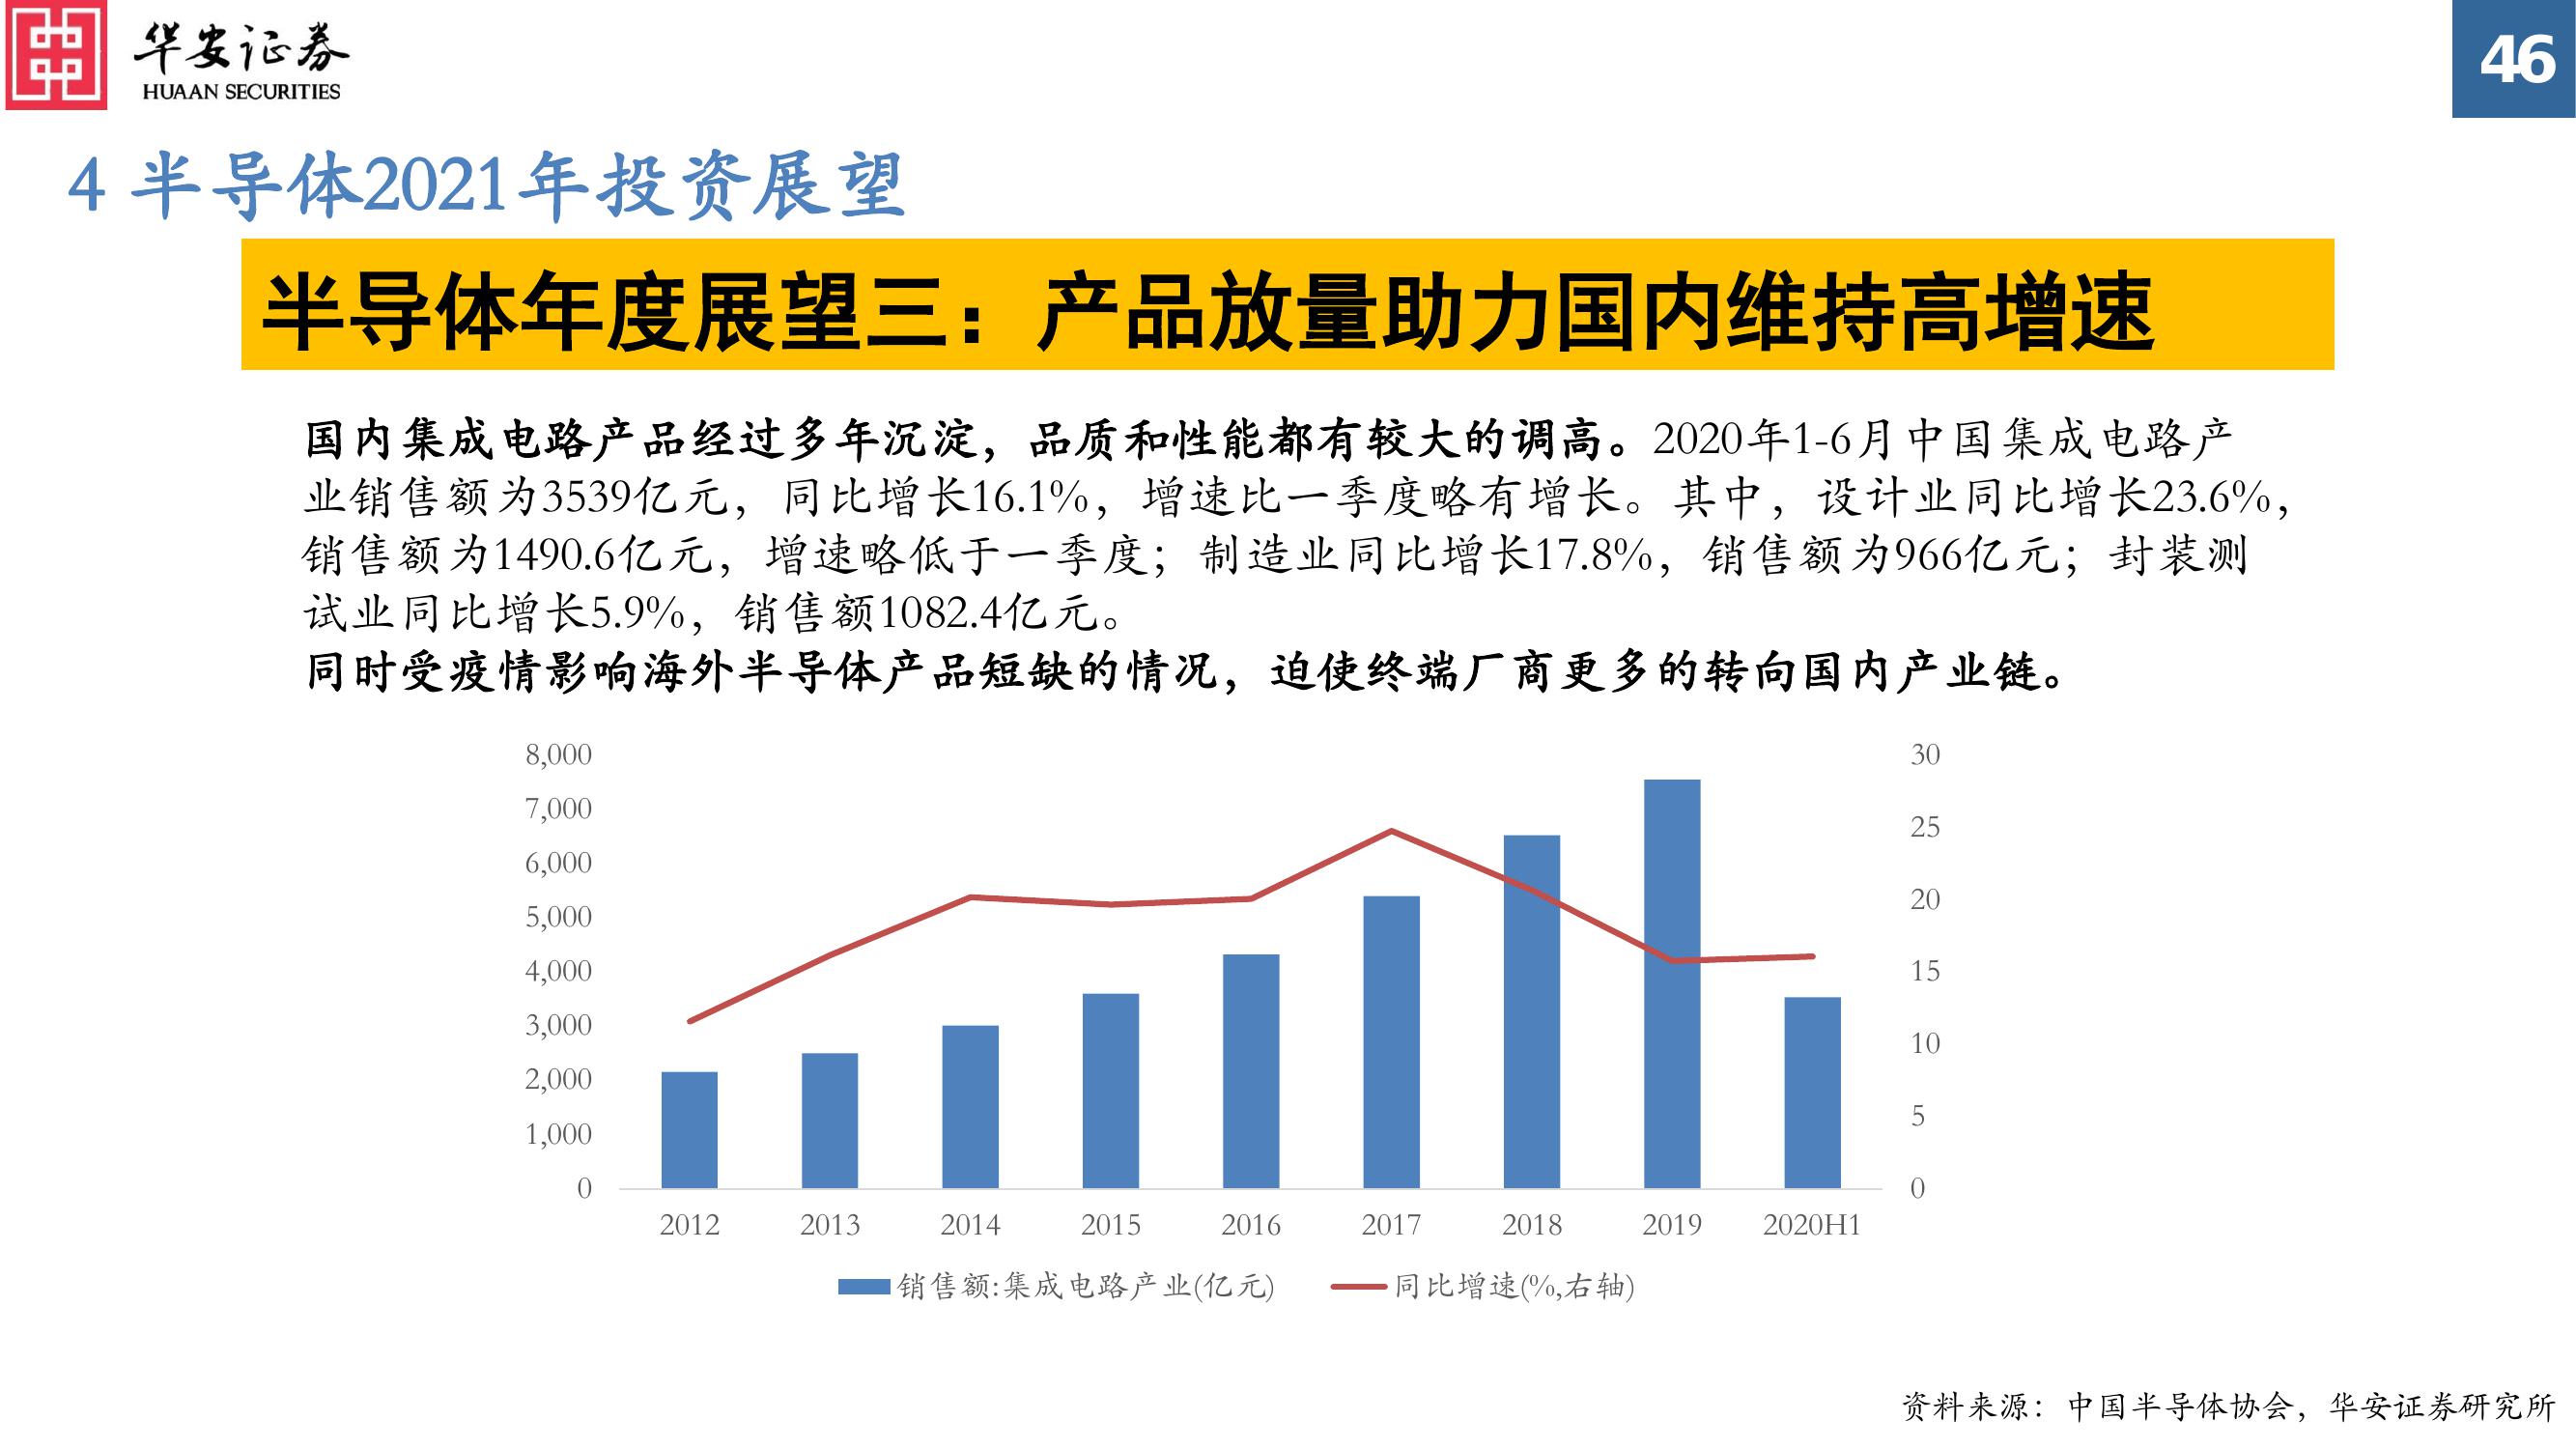 华安证券
HUAAN SECURITIES
46
4 半导体2021年投资展望
半导体年度展望三：产品放量助力国内维持高增速
国内集成电路产品经过多年沉淀，品质和性能都有较大的调高。2020年1-6月中国集成电路产
业销售额为3539亿元，同比增长16.1%，增速比一季度略有增长。其中，设计业同比增长23.6%，
销售额为1490.6亿元，增速略低于一季度；制造业同比增长17.8%，销售额为966亿元；封装测
试业同比增长5.9%，销售额1082.4亿元。
同时受疫情影响海外半导体产品短缺的情况，迫使终端厂商更多的转向国内产业链。
8,000
7,000
6,000
5,000
4,000
3,000
2,000
1,000
0
30
25
20
15
10
5
0
2012 2013 2014 2015 2016 2017 2018 2019 2020H1
销售额:集成电路产业(亿元) 同比增速(%,右轴)
资料来源：中国半导体协会，华安证券研究所